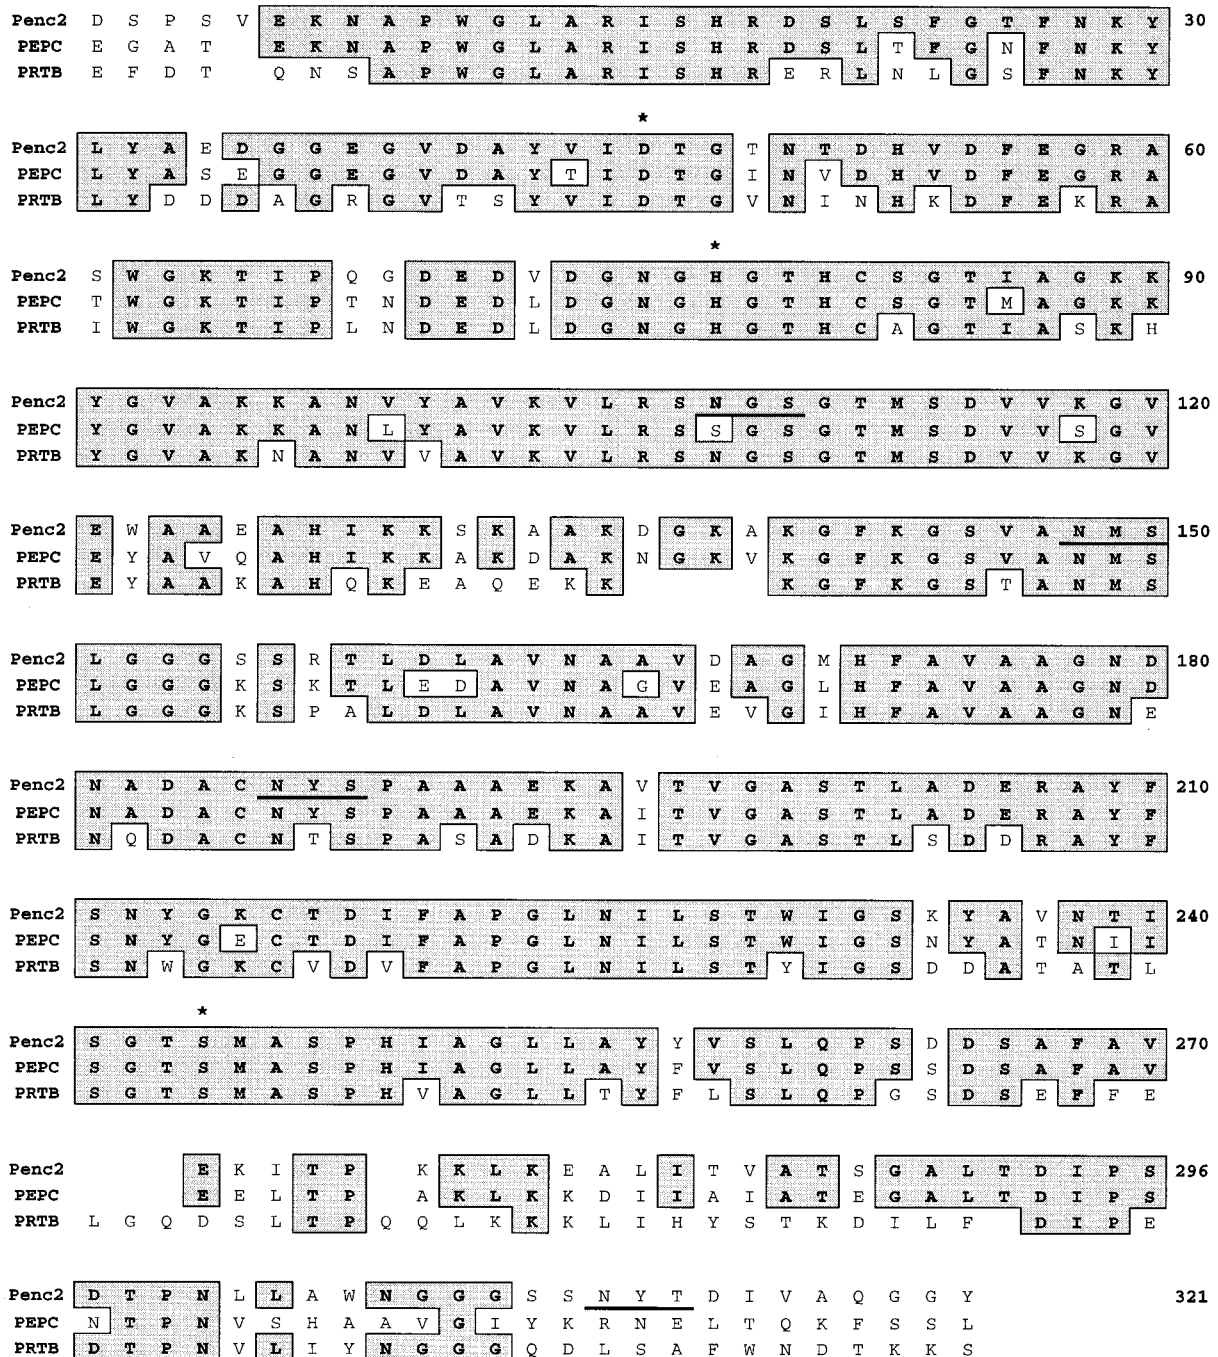 Penc2 D S P S V E K N A P W G L A R I S H R D S L S F G T F N K Y 30
PEPC E G A T E K N A P W G L A R I S H R D S L T F G N F N K Y
PRTB E F D T Q N S A P W G L A R I S H R E R L N L G S F N K Y
*
Penc2 L Y A E D G G E G V D A Y V I D T G T N T D H V D F E G R A 60
PEPC L Y A S E G G E G V D A Y T I D T G I N V D H V D F E G R A
PRTB L Y D D D A G R G V T S Y V I D T G V N I N H K D F E K R A
*
Penc2 S W G K T I P Q G D E D V D G N G H G T H C S G T I A G K K 90
PEPC T W G K T I P T N D E D L D G N G H G T H C S G T M A G K K
PRTB I W G K T I P L N D E D L D G N G H G T H C A G T I A S K H
Penc2 Y G V A K K A N V Y A V K V L R S N G S G T M S D V V K G V 120
PEPC Y G V A K K A N L Y A V K V L R S S G S G T M S D V V S G V
PRTB Y G V A K N A N V V A V K V L R S N G S G T M S D V V K G V
Penc2 E W A A E A H I K K S K A A K D G K A K G F K G S V A N M S 150
PEPC E Y A V Q A H I K K A K D A K N G K V K G F K G S V A N M S
PRTB E Y A A K A H Q K E A Q E K K K G F K G S T A N M S
Penc2 L G G G S S R T L D L A V N A A V D A G M H F A V A A G N D 180
PEPC L G G G K S K T L E D A V N A G V E A G L H F A V A A G N D
PRTB L G G G K S P A L D L A V N A A V E V G I H F A V A A G N E
Penc2 N A D A C N Y S P A A A E K A V T V G A S T L A D E R A Y F 210
PEPC N A D A C N Y S P A A A E K A I T V G A S T L A D E R A Y F
PRTB N Q D A C N T S P A S A D K A I T V G A S T L S D D R A Y F
Penc2 S N Y G K C T D I F A P G L N I L S T W I G S K Y A V N T I 240
PEPC S N Y G E C T D I F A P G L N I L S T W I G S N Y A T N I I
PRTB S N W G K C V D V F A P G L N I L S T Y I G S D D A T A T L
*
Penc2 S G T S M A S P H I A G L L A Y Y V S L Q P S D D S A F A V 270
PEPC S G T S M A S P H I A G L L A Y F V S L Q P S S D S A F A V
PRTB S G T S M A S P H V A G L L T Y F L S L Q P G S D S E F F E
Penc2 E K I T P K K L K E A L I T V A T S G A L T D I P S 296
PEPC E E L T P A K L K K D I I A I A T E G A L T D I P S
PRTB L G Q D S L T P Q Q L K K K L I H Y S T K D I L F D I P E
Penc2 D T P N L L A W N G G G S S N Y T D I V A Q G G Y 321
PEPC N T P N V S H A A V G I Y K R N E L T Q K F S S L
PRTB D T P N V L I Y N G G G Q D L S A F W N D T K K S